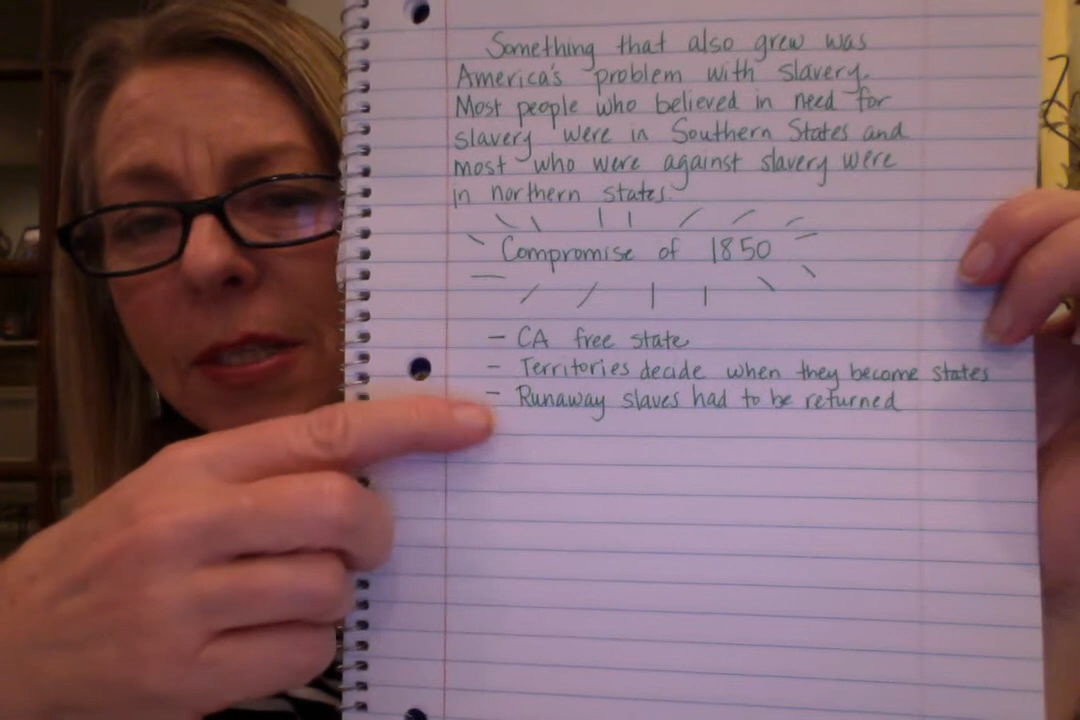 Something that also grew was
America's problem with slavery.
Most people who believed in need for
slavery were in Southern States and
most who were against slavery were
in northern states.
Compromise of 1850
- CA free state
- Territories decide when they become states
- Runaway slaves had to be returned